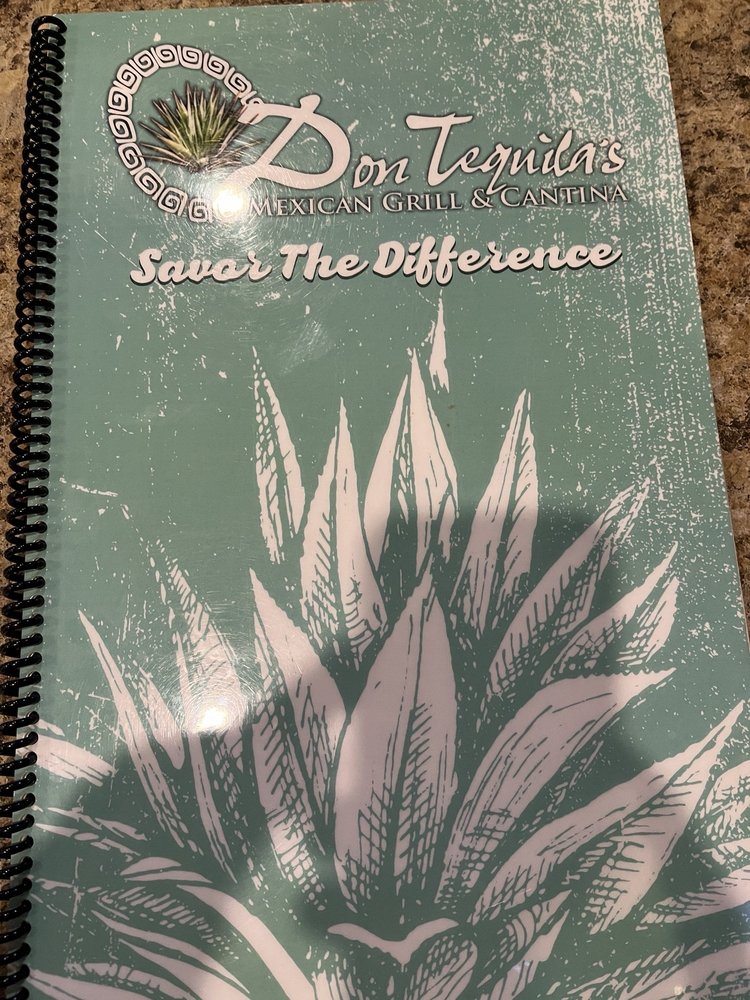 Don Tequila's
Mexican Grill & Cantina
Savor The Difference